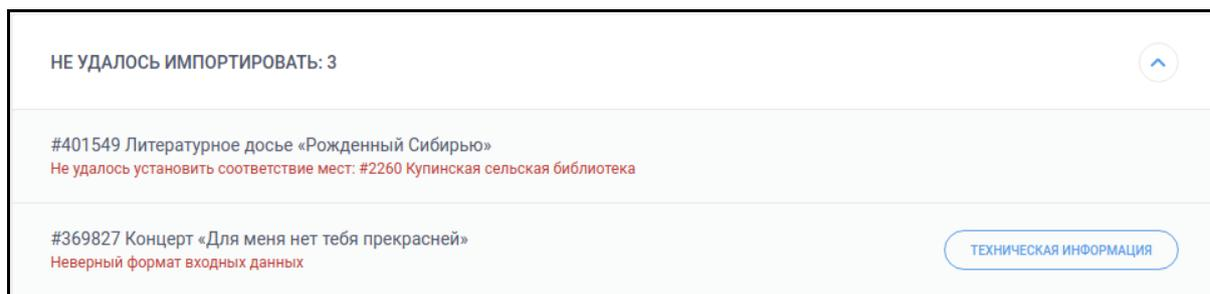 НЕ УДАЛОСЬ ИМПОРТИРОВАТЬ: 3
#401549 Литературное досье «Рожденный Сибирью»
Не удалось установить соответствие мест: #2260 Купинская сельская библиотека
#369827 Концерт «Для меня нет тебя прекрасней»
Неверный формат входных данных
ТЕХНИЧЕСКАЯ ИНФОРМАЦИЯ